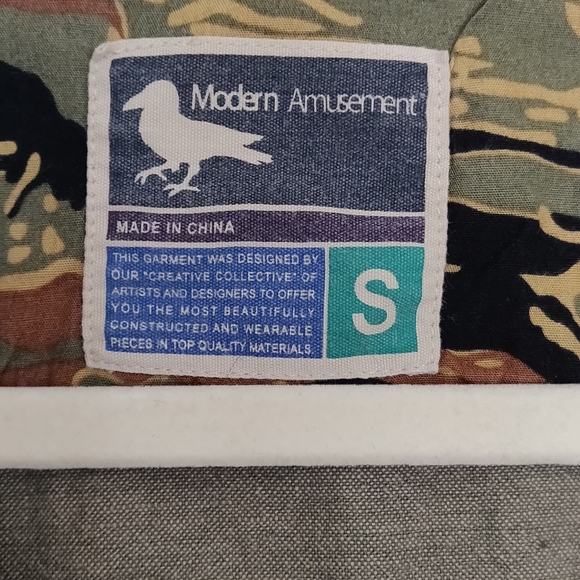 Modern Amusement
MADE IN CHINA
THIS GARMENT WAS DESIGNED BY
OUR "CREATIVE COLLECTIVE" OF
ARTISTS AND DESIGNERS TO OFFER
YOU THE MOST BEAUTIFULLY
CONSTRUCTED AND WEARABLE
PIECES IN TOP QUALITY MATERIALS.
S